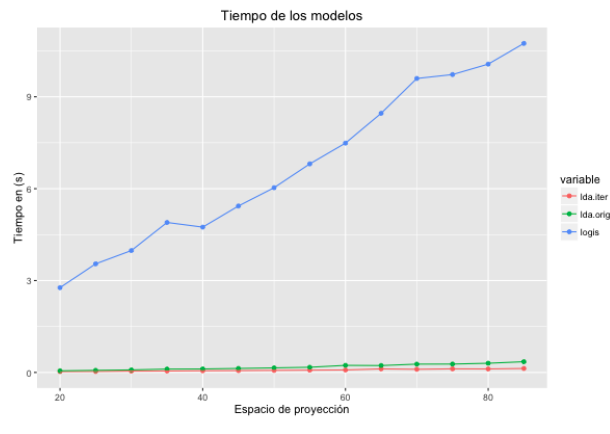 Tiempo de los modelos
Tiempo en (s)
9
6
3
0
20
40
60
80
Espacio de proyección
variable
lda.iter
lda.orig
logis